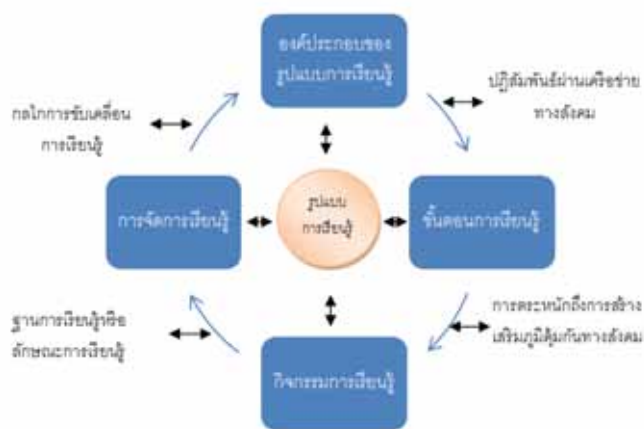 องค์ประกอบของ
รูปแบบการเรียนรู้
ปฏิสัมพันธ์ผ่านเครือข่าย
ทางสังคม
กลไกการขับเคลื่อน
การเรียนรู้
การจัดการเรียนรู้
รูปแบบ
การเรียนรู้
ขั้นตอนการเรียนรู้
ฐานการเรียนรู้หรือ
ลักษณะการเรียนรู้
การตระหนักถึงการสร้าง
เสริมภูมิคุ้มกันทางสังคม
กิจกรรมการเรียนรู้